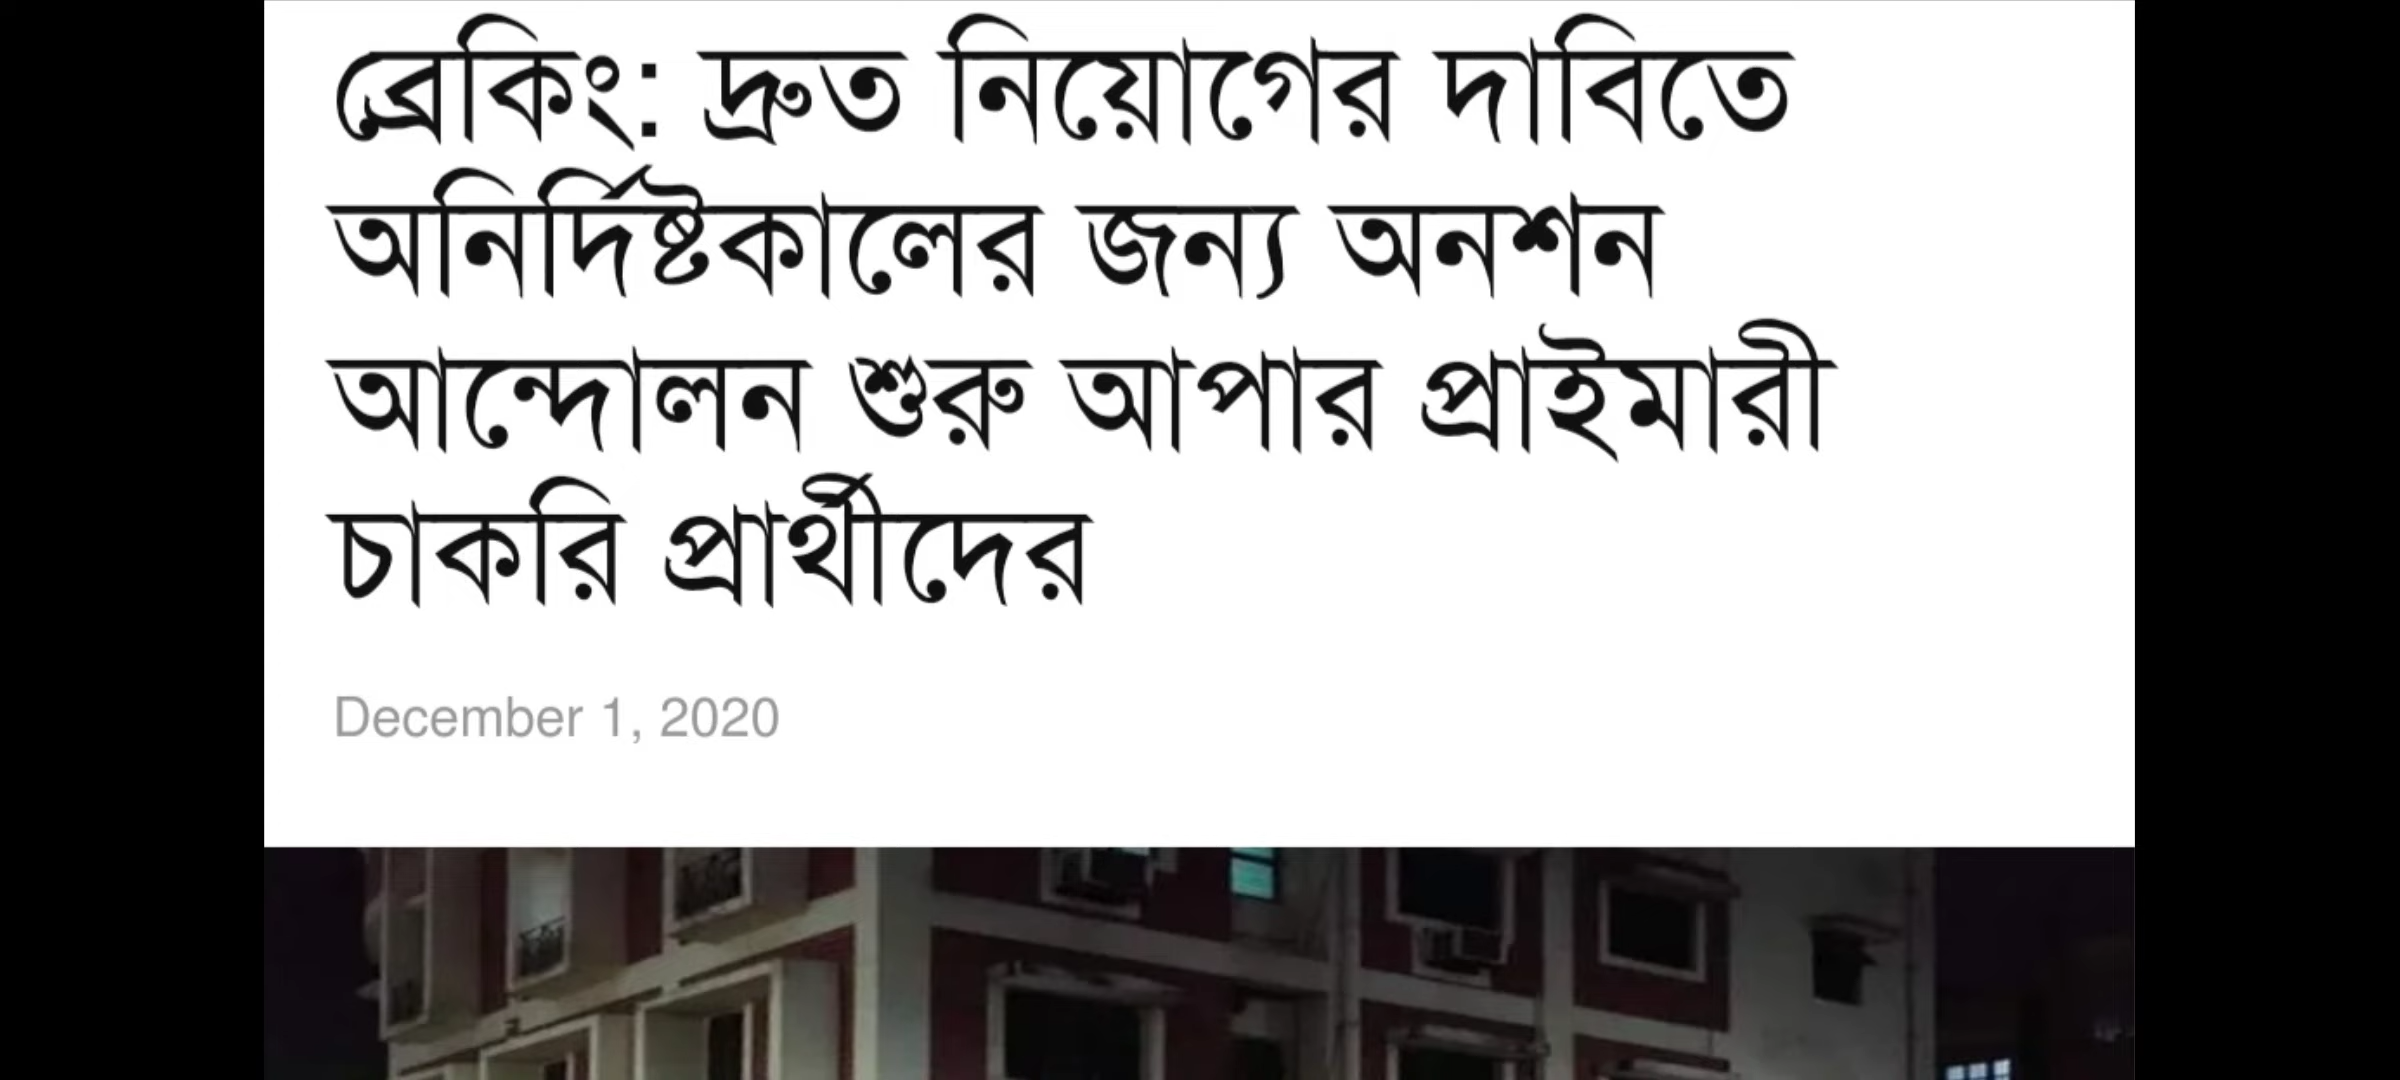 ব্রেকিং: দ্রুত নিয়োগের দাবিতে
অনির্দিষ্টকালের জন্য অনশন
আন্দোলন শুরু আপার প্রাইমারী
চাকরি প্রার্থীদের
December 1, 2020